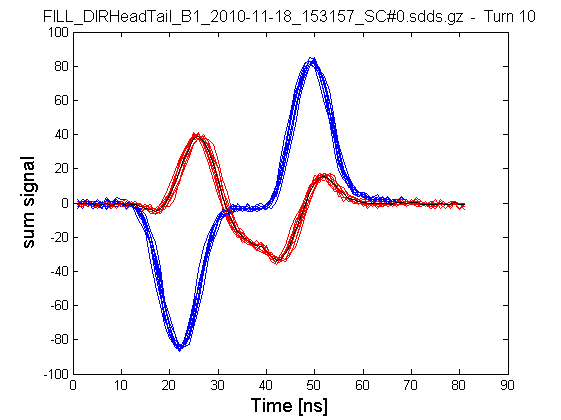 FILL_DIRHeadTail_B1_2010-11-18_153157_SC#0.sdds.gz - Turn 10
100
80
60
40
20
0
-20
-40
-60
-80
-100
sum signal
0 10 20 30 40 50 60 70 80 90
Time [ns]